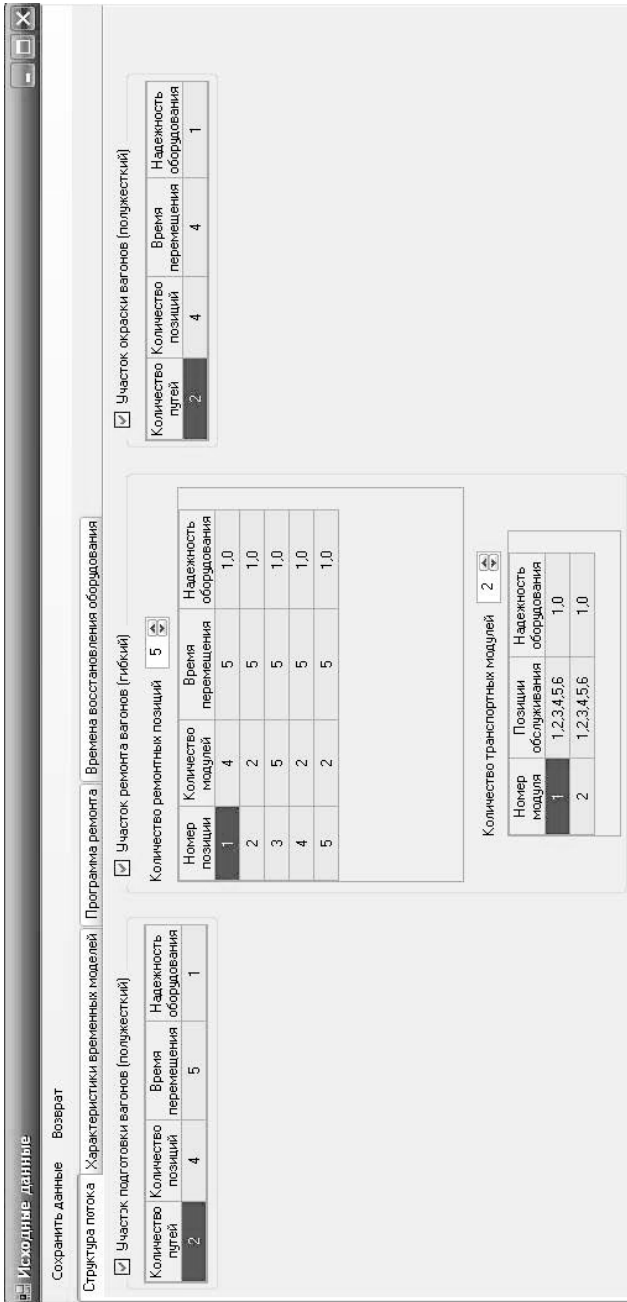 Исходные данные
Сохранить данные Возврат
Структура потока Характеристики временных моделей Программа ремонта Времена восстановления оборудования
Участок подготовки вагонов (полужесткий)
Количество путей Количество позиций Время перемещения Надежность оборудования
2 4 5 1
Участок ремонта вагонов (гибкий)
Количество ремонтных позиций 5
Номер позиции Количество модулей Время перемещения Надежность оборудования
1 4 5 1,0
2 2 5 1,0
3 5 5 1,0
4 2 5 1,0
5 2 5 1,0
Количество транспортных модулей 2
Номер модуля Позиции обслуживания Надежность оборудования
1 1,2,3,4,5,6 1,0
2 1,2,3,4,5,6 1,0
Участок окраски вагонов (полужесткий)
Количество путей Количество позиций Время перемещения Надежность оборудования
2 4 4 1